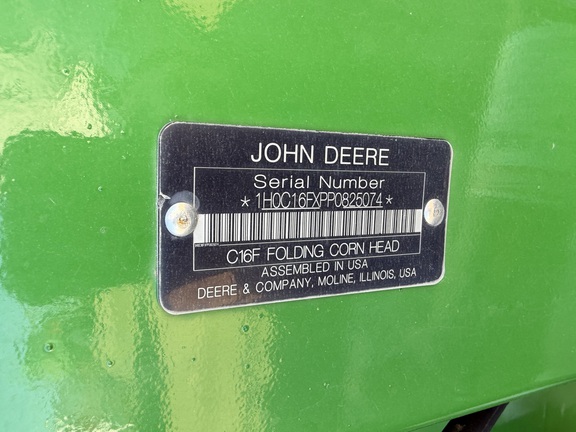 JOHN DEERE
Serial Number
*1H0C16FXPP0825074*
C16F FOLDING CORN HEAD
ASSEMBLED IN USA
DEERE & COMPANY, MOLINE, ILLINOIS, USA